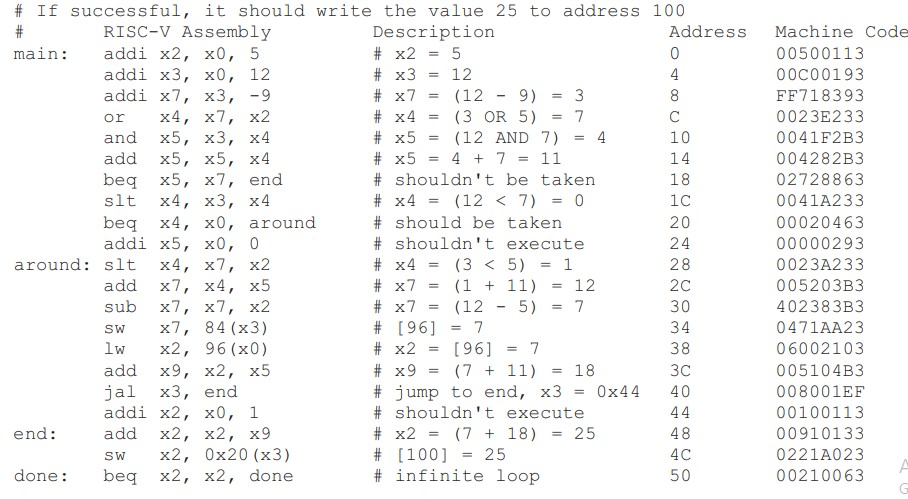 # If successful, it should write the value 25 to address 100
# RISC-V Assembly Description Address Machine Code
main: addi x2, x0, 5 # x2 = 5 0 00500113
addi x3, x0, 12 # x3 = 12 4 00C00193
addi x7, x3, -9 # x7 = (12 - 9) = 3 8 FF718393
or x4, x7, x2 # x4 = (3 OR 5) = 7 C 0023E233
and x5, x3, x4 # x5 = (12 AND 7) = 4 10 0041F2B3
add x5, x5, x4 # x5 = 4 + 7 = 11 14 004282B3
beq x5, x7, end # shouldn't be taken 18 02728863
slt x4, x3, x4 # x4 = (12 < 7) = 0 1C 0041A233
beq x4, x0, around # should be taken 20 00020463
addi x5, x0, 0 # shouldn't execute 24 00000293
around: slt x4, x7, x2 # x4 = (3 < 5) = 1 28 0023A233
add x7, x4, x5 # x7 = (1 + 11) = 12 2C 005203B3
sub x7, x7, x2 # x7 = (12 - 5) = 7 30 402383B3
sw x7, 84(x3) # [96] = 7 34 0471AA23
lw x2, 96(x0) # x2 = [96] = 7 38 06002103
add x9, x2, x5 # x9 = (7 + 11) = 18 3C 005104B3
jal x3, end # jump to end, x3 = 0x44 40 008001EF
addi x2, x0, 1 # shouldn't execute 44 00100113
end: add x2, x2, x9 # x2 = (7 + 18) = 25 48 00910133
sw x2, 0x20(x3) # [100] = 25 4C 0221A023
done: beq x2, x2, done # infinite loop 50 00210063